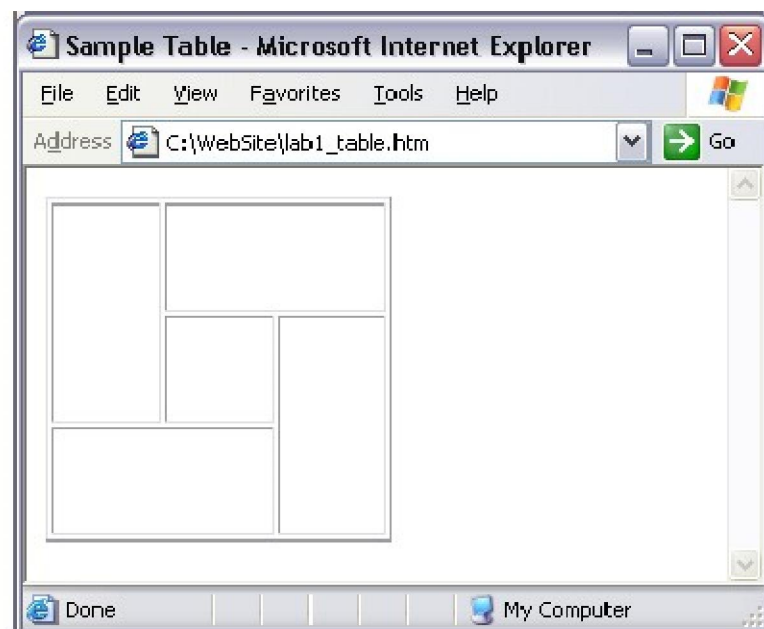 Sample Table - Microsoft Internet Explorer
File Edit View Favorites Tools Help
Address C:\WebSite\lab1_table.htm Go
Done My Computer